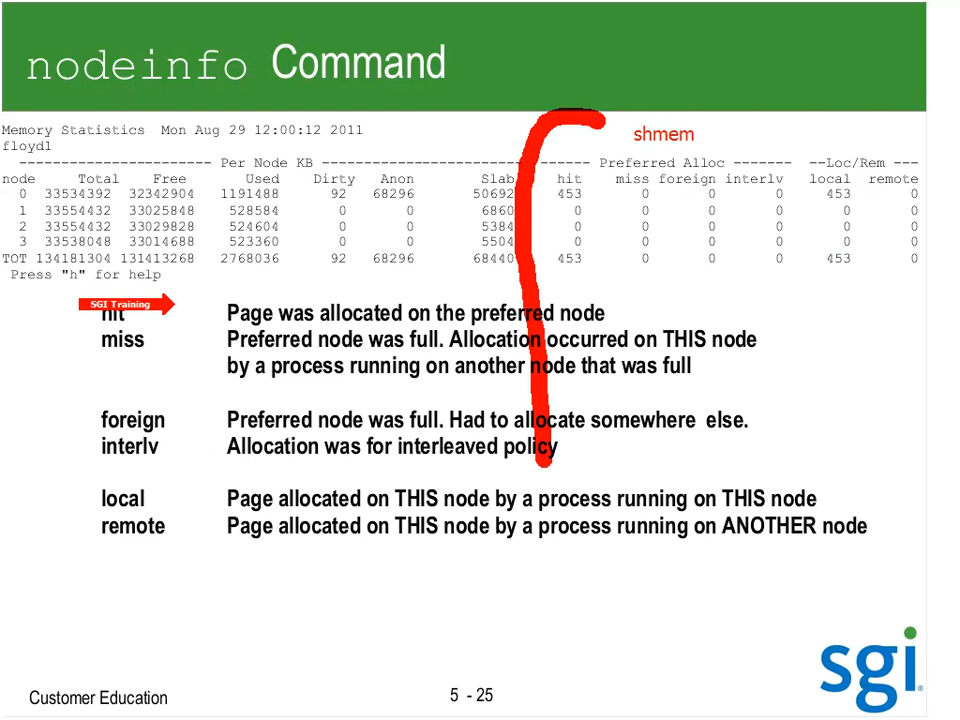 nodeinfo Command
Memory Statistics Mon Aug 29 12:00:12 2011
shmem
floyd1
----------------------- Per Node KB ------------------------ ------ Preferred Alloc ------- --Loc/Rem ---
node Total Free Used Dirty Anon Slab hit miss foreign interlv local remote
0 33534392 32342904 1191488 92 68296 50692 453 0 0 0 453 0
1 33554432 33025848 528584 0 0 6860 0 0 0 0 0 0
2 33554432 33029828 524604 0 0 5384 0 0 0 0 0 0
3 33538048 33014688 523360 0 0 5504 0 0 0 0 0 0
TOT 134181304 131413268 2768036 92 68296 68440 453 0 0 0 453 0
Press "h" for help
SGI Training
hit Page was allocated on the preferred node
miss Preferred node was full. Allocation occurred on THIS node
by a process running on another node that was full
foreign Preferred node was full. Had to allocate somewhere else.
interlv Allocation was for interleaved policy
local Page allocated on THIS node by a process running on THIS node
remote Page allocated on THIS node by a process running on ANOTHER node
sgi®
Customer Education
5 - 25